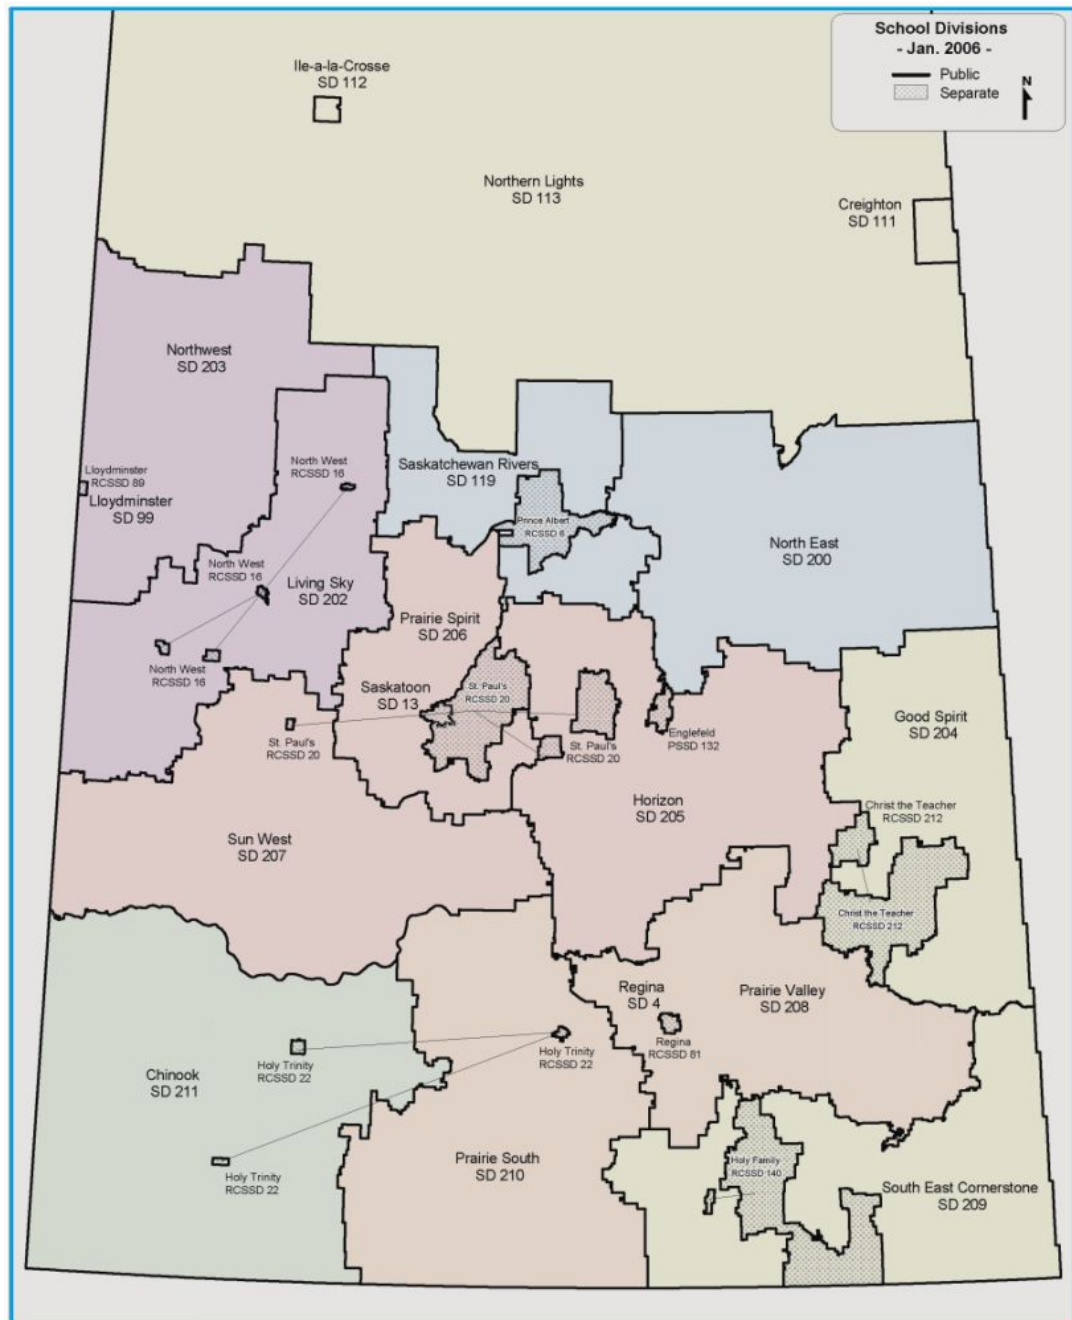 School Divisions
- Jan. 2006 -
Public
Separate
N
Ile-a-la-Crosse
SD 112
Northern Lights
SD 113
Creighton
SD 111
Northwest
SD 203
Lloydminster
RCSSD 89
Lloydminster
SD 99
North West
RCSSD 16
Saskatchewan Rivers
SD 119
Prince Albert
RCSSD 6
North East
SD 200
North West
RCSSD 16
Living Sky
SD 202
North West
RCSSD 16
Prairie Spirit
SD 206
Saskatoon
SD 13
St. Paul's
RCSSD 20
St. Paul's
RCSSD 20
St. Paul's
RCSSD 20
Englefeld
PSSD 132
Good Spirit
SD 204
Christ the Teacher
RCSSD 212
Horizon
SD 205
Sun West
SD 207
Christ the Teacher
RCSSD 212
Regina
SD 4
Prairie Valley
SD 208
Regina
RCSSD 81
Holy Trinity
RCSSD 22
Holy Trinity
RCSSD 22
Chinook
SD 211
Holy Trinity
RCSSD 22
Prairie South
SD 210
Holy Family
RCSSD 140
South East Cornerstone
SD 209